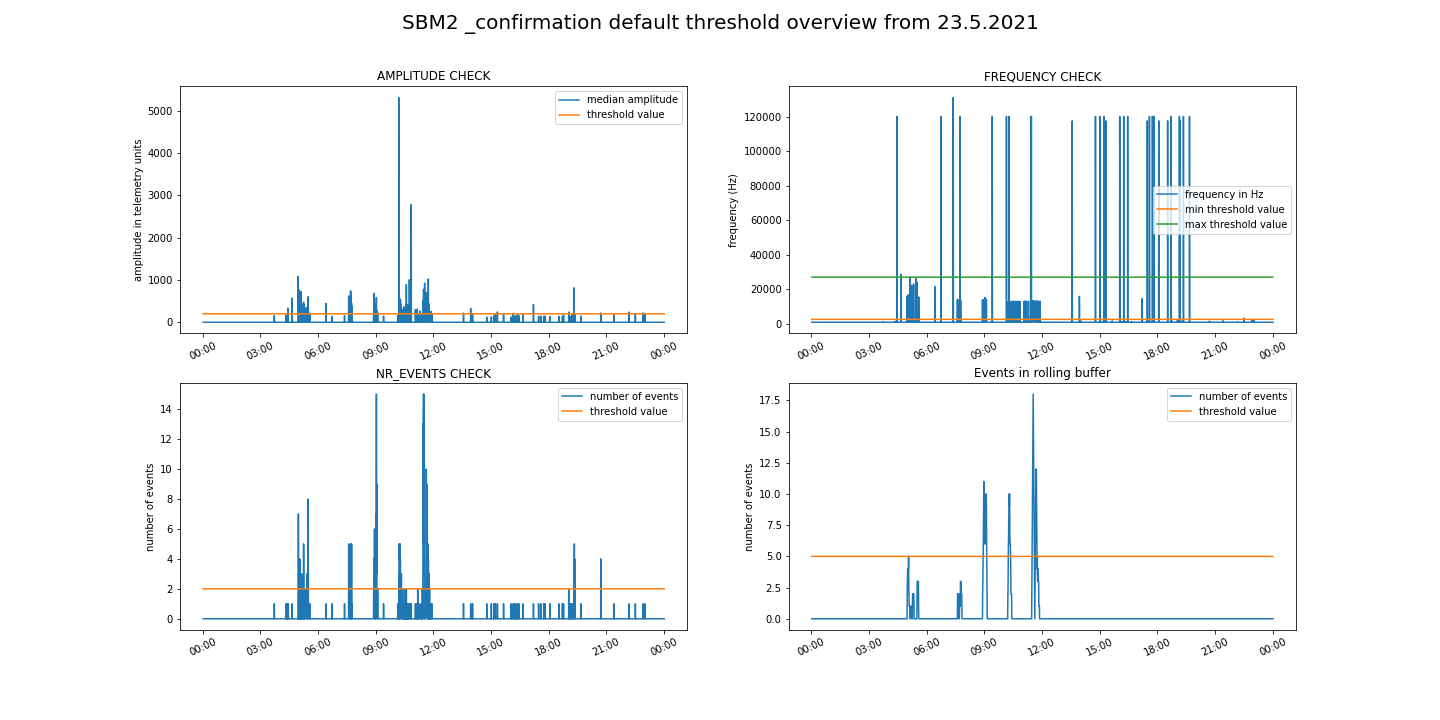 SBM2 _confirmation default threshold overview from 23.5.2021
AMPLITUDE CHECK
amplitude in telemetry units
5000
4000
3000
2000
1000
0
median amplitude
threshold value
00:00 03:00 06:00 09:00 12:00 15:00 18:00 21:00 00:00
FREQUENCY CHECK
frequency (Hz)
120000
100000
80000
60000
40000
20000
0
frequency in Hz
min threshold value
max threshold value
00:00 03:00 06:00 09:00 12:00 15:00 18:00 21:00 00:00
NR_EVENTS CHECK
number of events
14
12
10
8
6
4
2
0
number of events
threshold value
00:00 03:00 06:00 09:00 12:00 15:00 18:00 21:00 00:00
Events in rolling buffer
number of events
17.5
15.0
12.5
10.0
7.5
5.0
2.5
0.0
number of events
threshold value
00:00 03:00 06:00 09:00 12:00 15:00 18:00 21:00 00:00